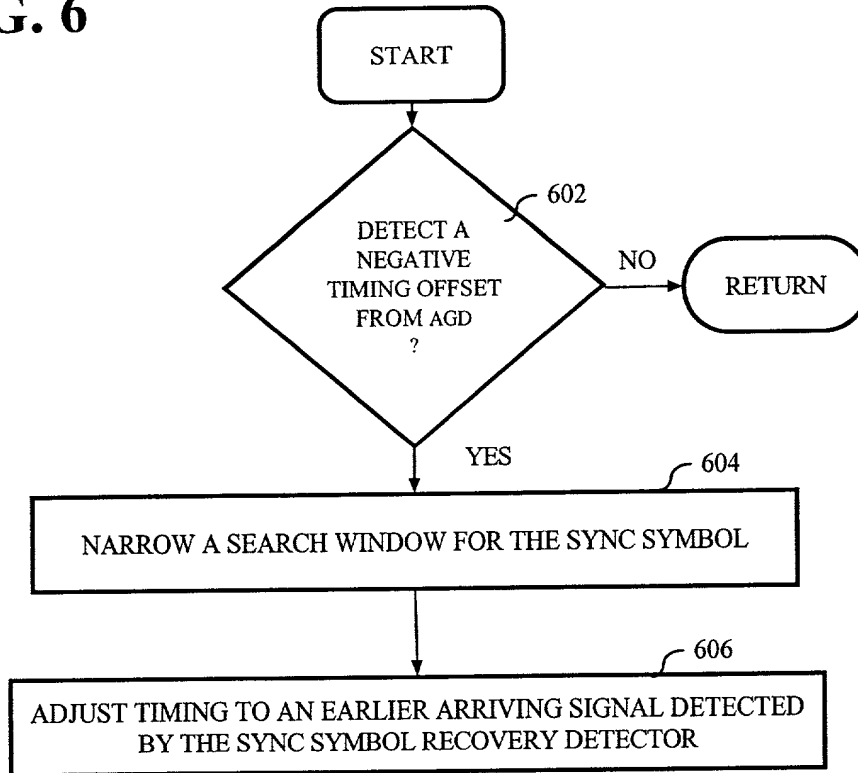 G. 6
START
602
DETECT A
NEGATIVE
TIMING OFFSET
FROM AGD
?
NO
RETURN
YES
604
NARROW A SEARCH WINDOW FOR THE SYNC SYMBOL
606
ADJUST TIMING TO AN EARLIER ARRIVING SIGNAL DETECTED
BY THE SYNC SYMBOL RECOVERY DETECTOR